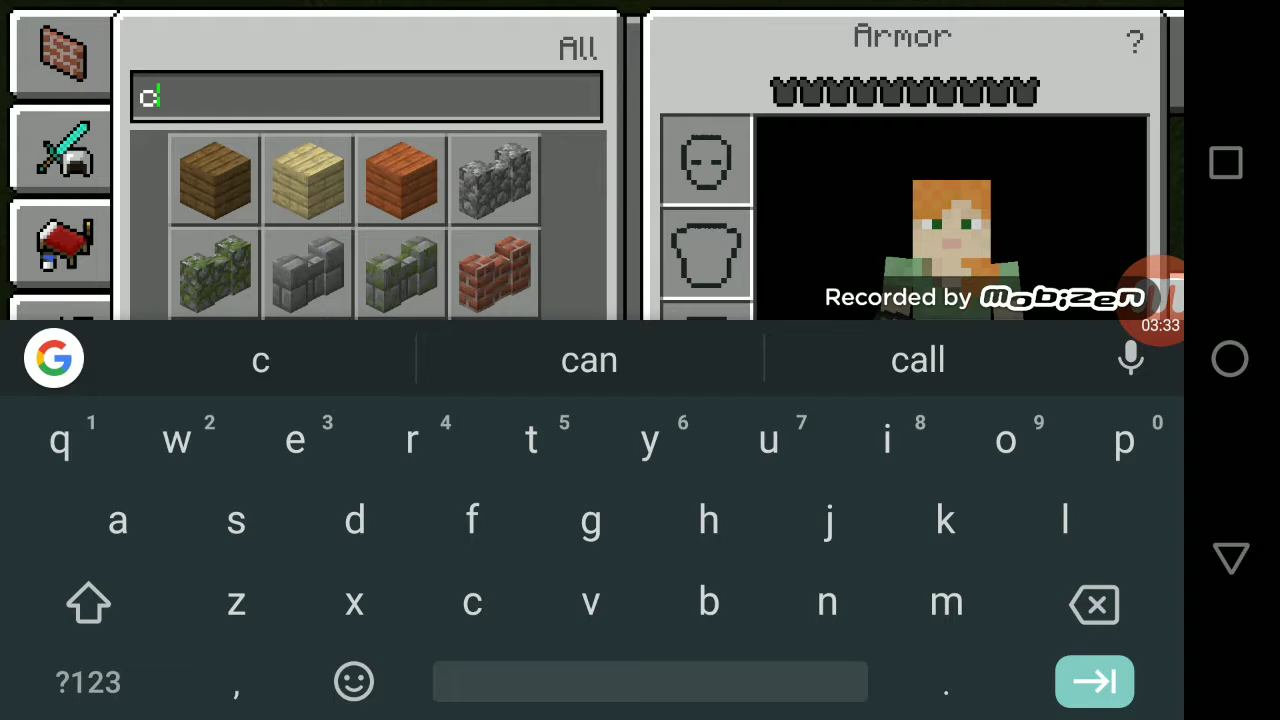 All
c
Armor
?
Recorded by mobizen
03:33
c can call
q 1 w 2 e 3 r 4 t 5 y 6 u 7 i 8 o 9 p 0
a s d f g h j k l
z x c v b n m
?123 , .